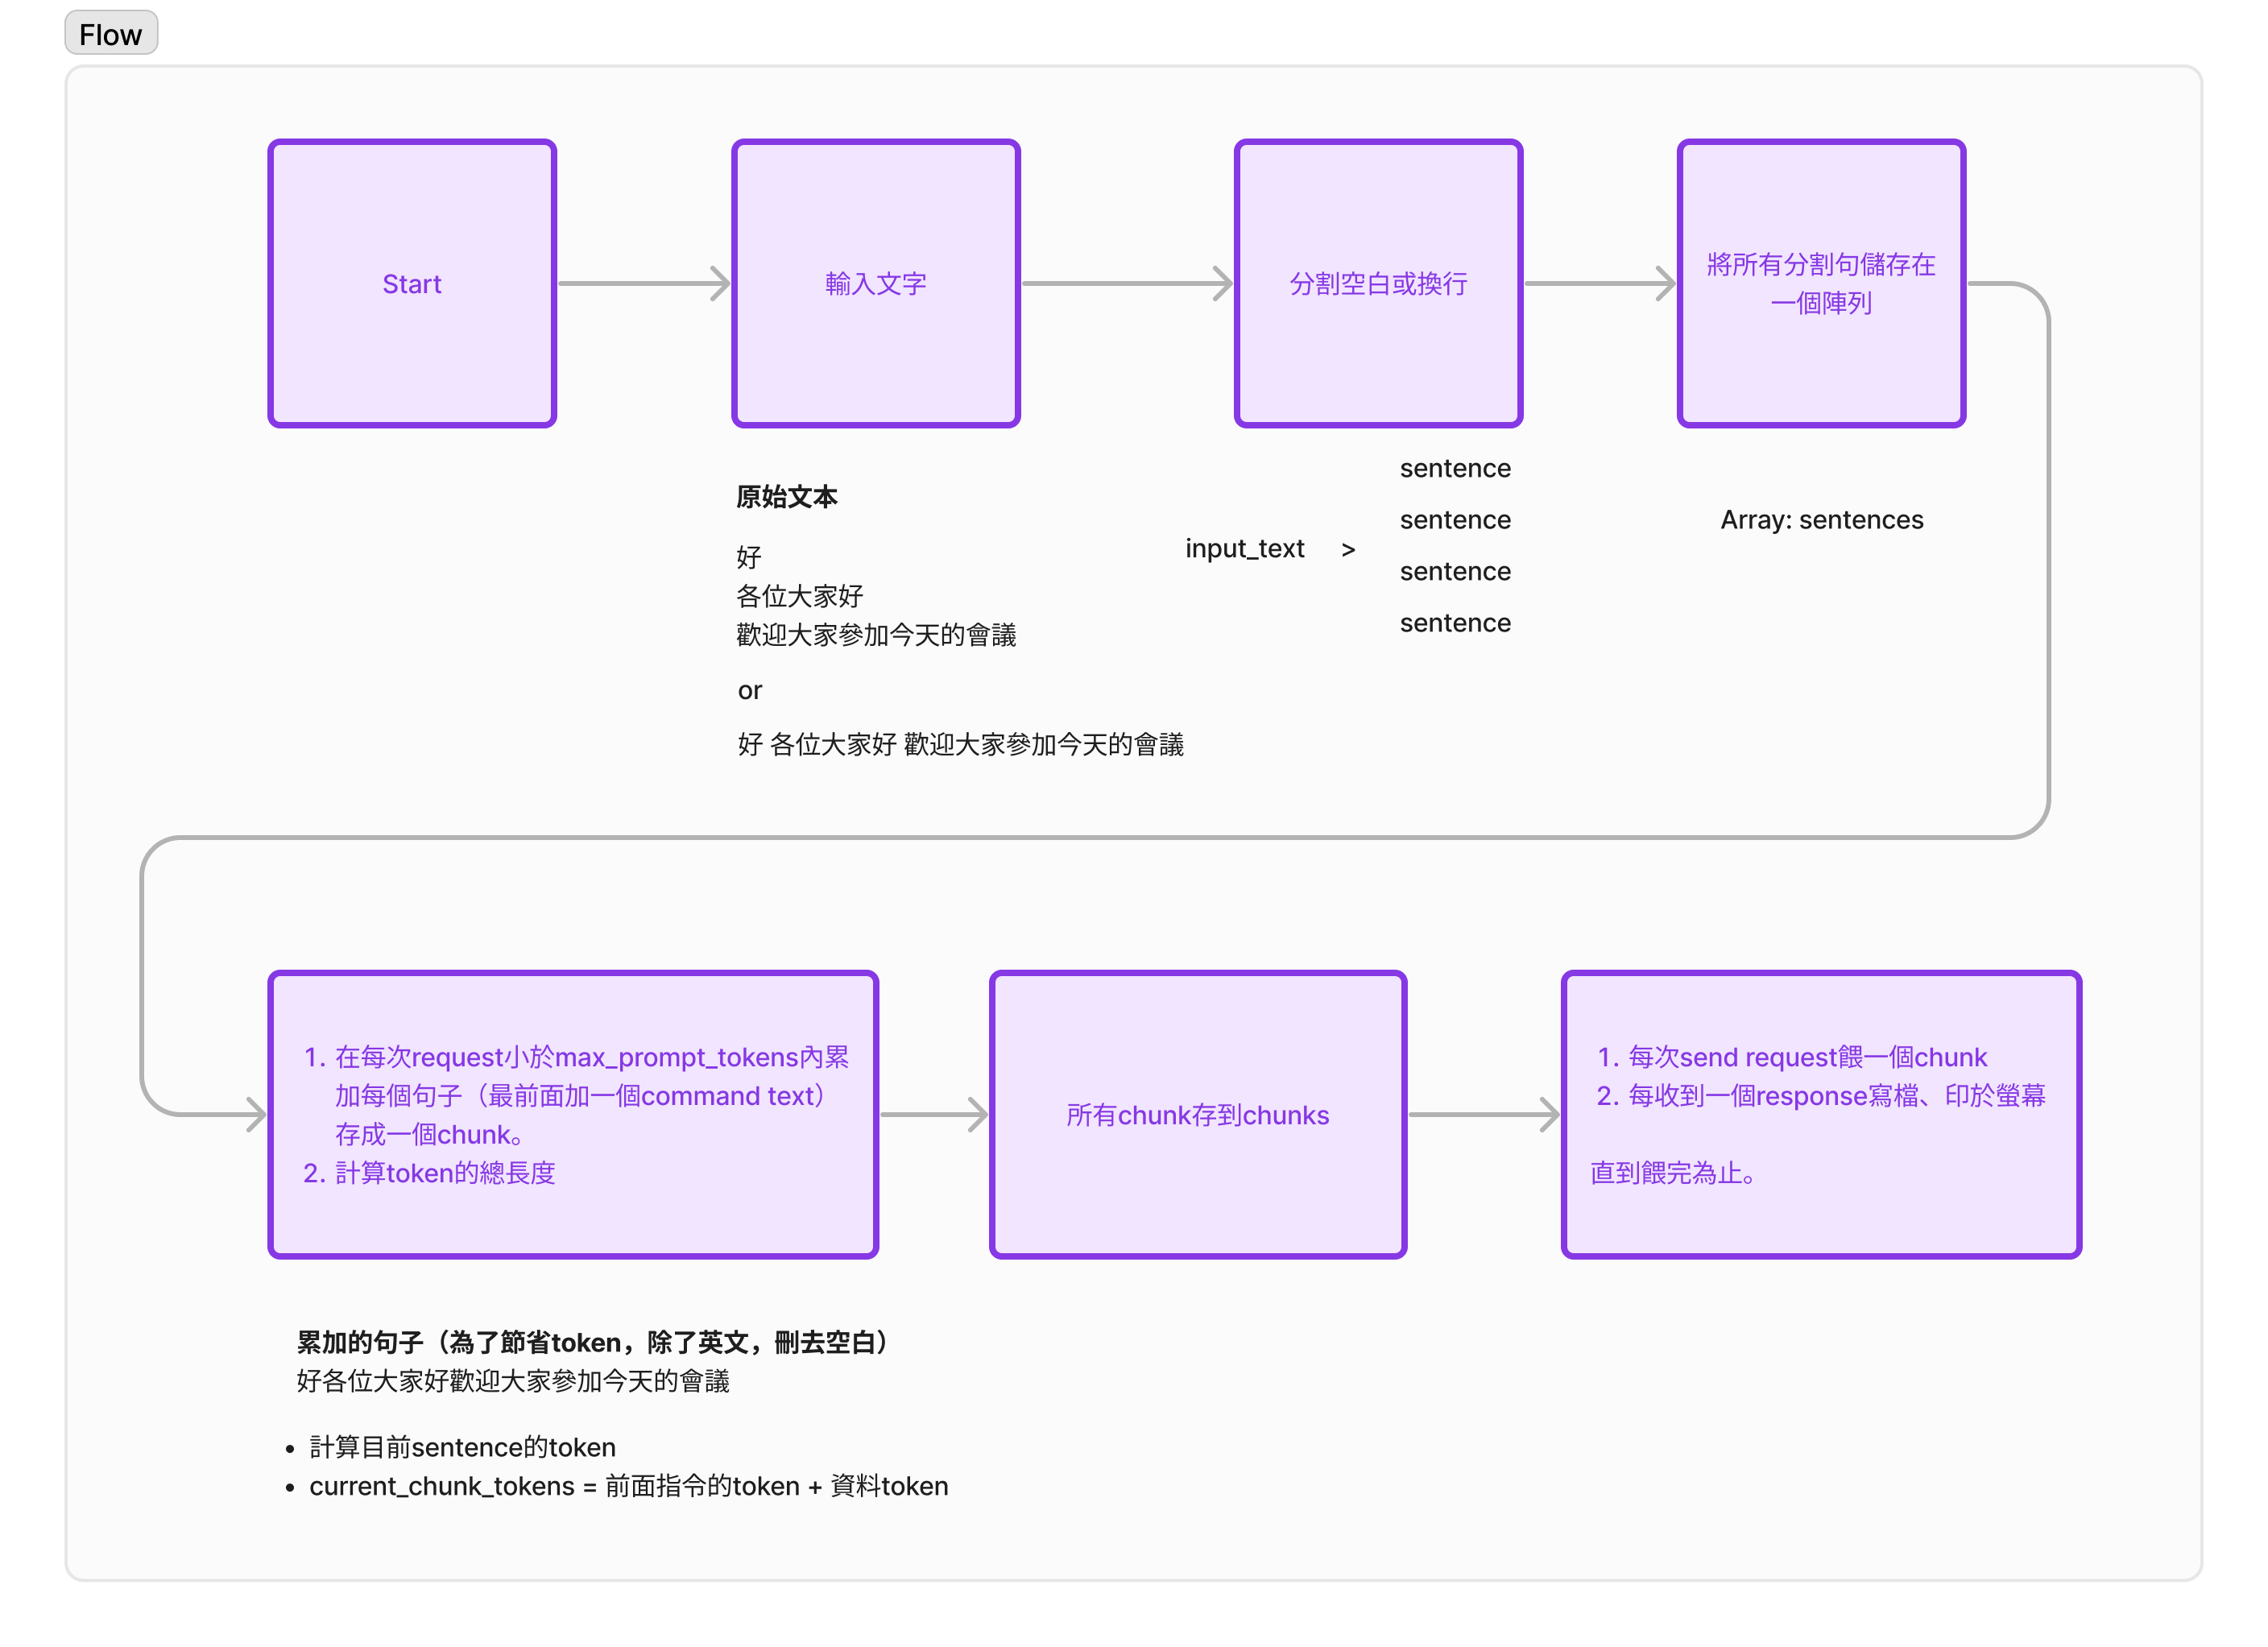 Flow
Start
輸入文字
分割空白或換行
將所有分割句儲存在
一個陣列
原始文本
好
各位大家好
歡迎大家參加今天的會議
or
好 各位大家好 歡迎大家參加今天的會議
input_text >
sentence
sentence
sentence
sentence
Array: sentences
1. 在每次request小於max_prompt_tokens內累
加每個句子（最前面加一個command text）
存成一個chunk。
2. 計算token的總長度
所有chunk存到chunks
1. 每次send request餵一個chunk
2. 每收到一個response寫檔、印於螢幕
直到餵完為止。
累加的句子（為了節省token，除了英文，刪去空白）
好各位大家好歡迎大家參加今天的會議
• 計算目前sentence的token
• current_chunk_tokens = 前面指令的token + 資料token